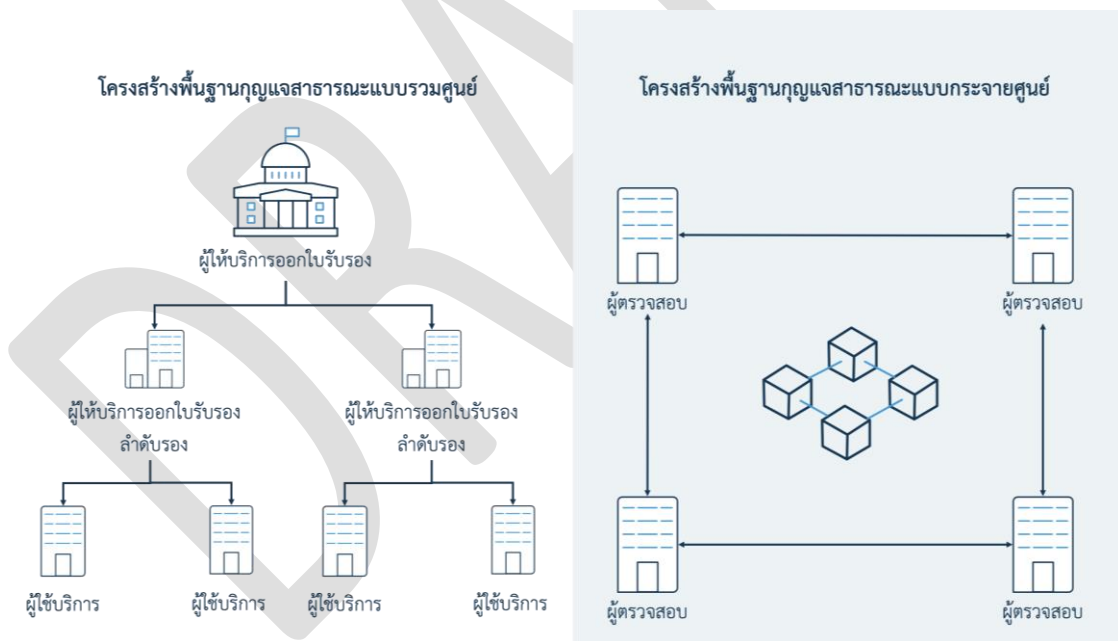 โครงสร้างพื้นฐานกุญแจสาธารณะแบบรวมศูนย์
ผู้ให้บริการออกใบรับรอง
ผู้ให้บริการออกใบรับรอง
ลำดับรอง
ผู้ให้บริการออกใบรับรอง
ลำดับรอง
ผู้ใช้บริการ
ผู้ใช้บริการ
ผู้ใช้บริการ
ผู้ใช้บริการ
โครงสร้างพื้นฐานกุญแจสาธารณะแบบกระจายศูนย์
ผู้ตรวจสอบ
ผู้ตรวจสอบ
ผู้ตรวจสอบ
ผู้ตรวจสอบ